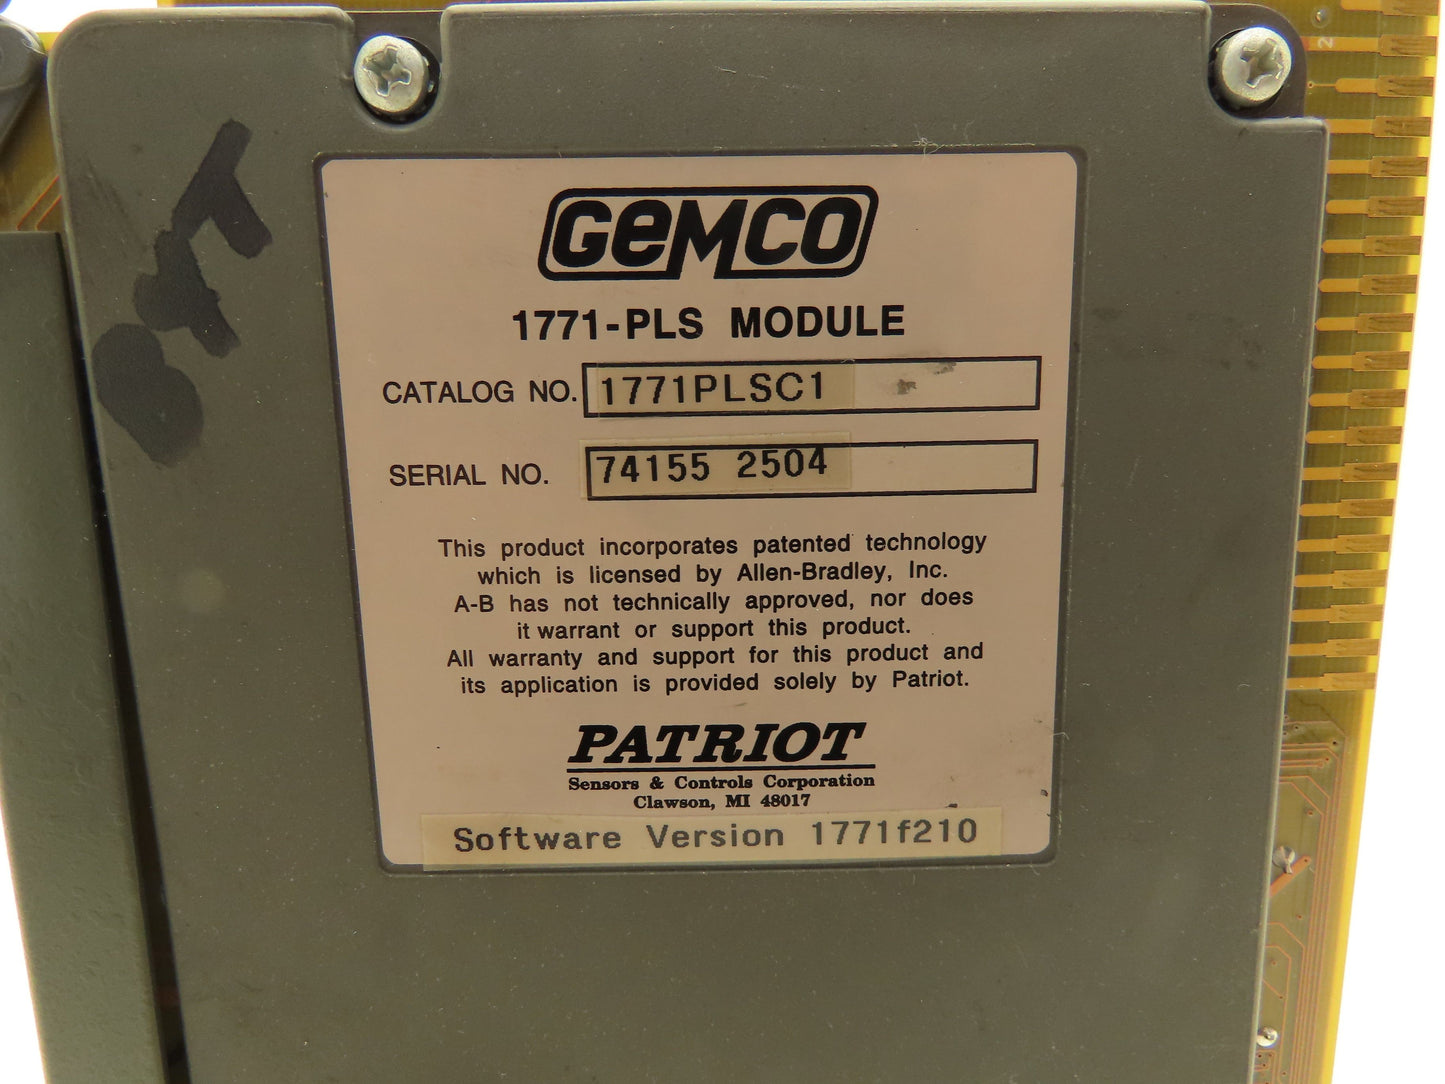 GEMCO
1771-PLS MODULE
CATALOG NO. 1771PLSC1
SERIAL NO. 74155 2504
This product incorporates patented technology
which is licensed by Allen-Bradley, Inc.
A-B has not technically approved, nor does
it warrant or support this product.
All warranty and support for this product and
its application is provided solely by Patriot.
PATRIOT
Sensors & Controls Corporation
Clawson, MI 48017
Software Version 1771f210
2